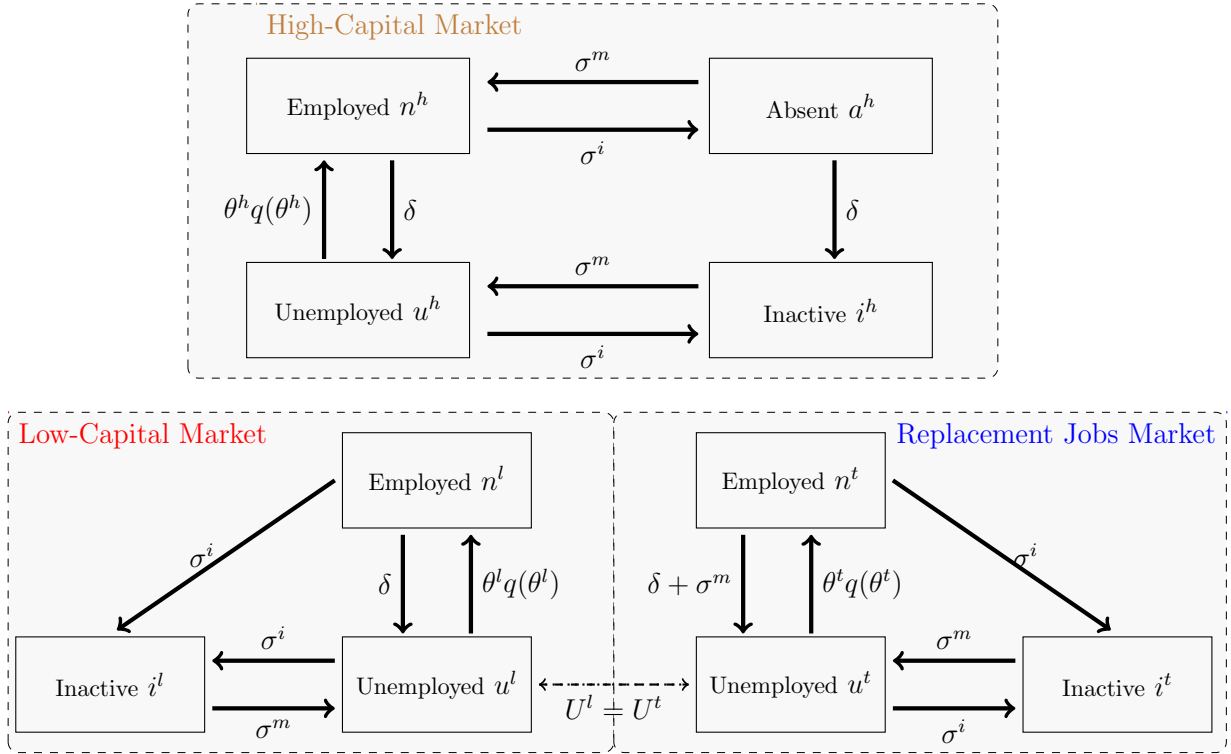 High-Capital Market
σ^m
Employed n^h
Absent a^h
σ^i
θ^h q(θ^h)
δ
δ
σ^m
Unemployed u^h
Inactive i^h
σ^i
Low-Capital Market
Replacement Jobs Market
Employed n^l
Employed n^t
σ^i
σ^i
δ
θ^l q(θ^l)
δ + σ^m
θ^t q(θ^t)
σ^i
σ^m
Inactive i^l
Unemployed u^l
Unemployed u^t
Inactive i^t
U^l = U^t
σ^m
σ^i